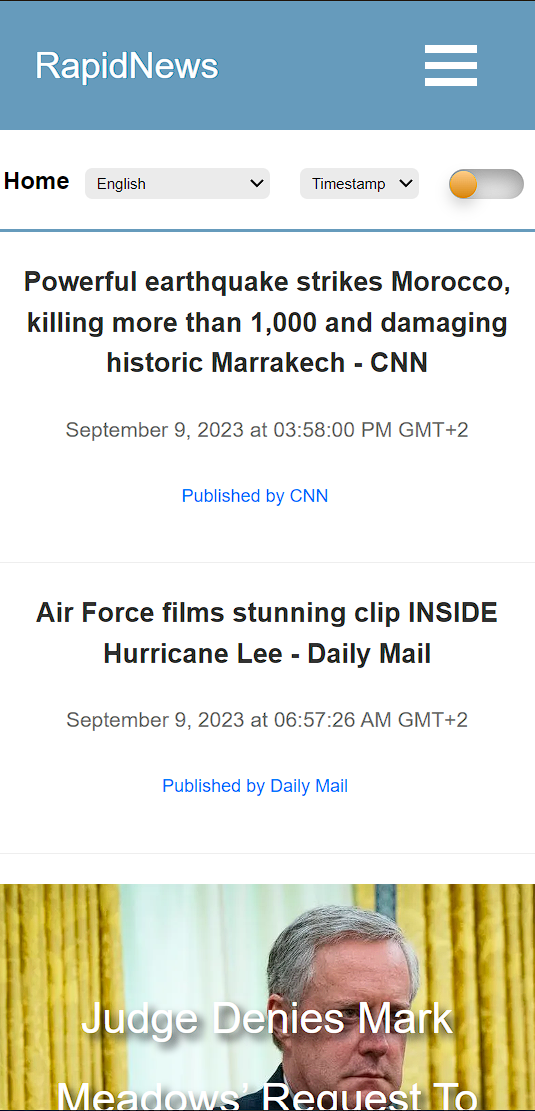 RapidNews
Home
English
Timestamp
Powerful earthquake strikes Morocco,
killing more than 1,000 and damaging
historic Marrakech - CNN
September 9, 2023 at 03:58:00 PM GMT+2
Published by CNN
Air Force films stunning clip INSIDE
Hurricane Lee - Daily Mail
September 9, 2023 at 06:57:26 AM GMT+2
Published by Daily Mail
Judge Denies Mark
Meadows’ Request To